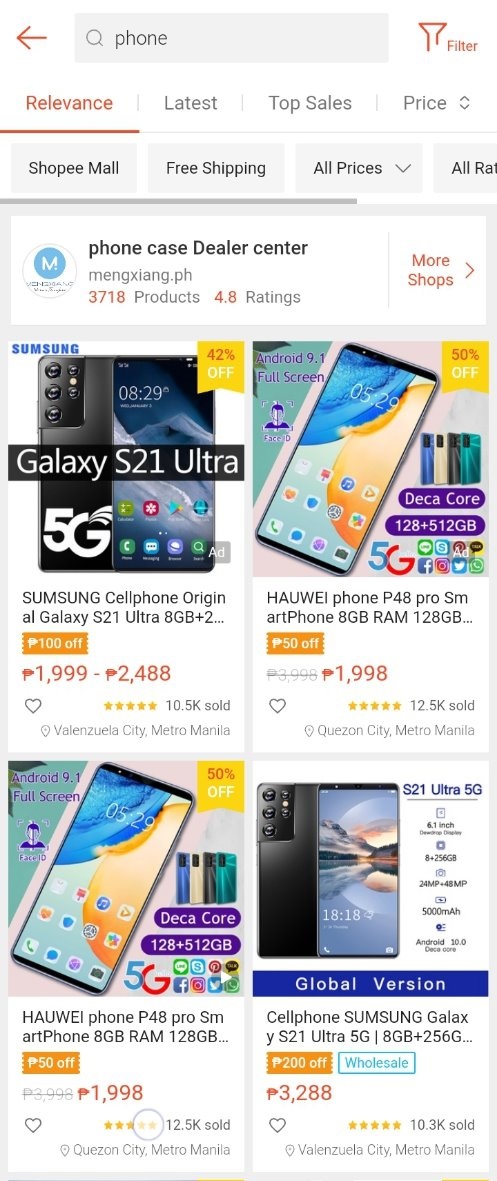 phone
Filter
Relevance
Latest
Top Sales
Price
Shopee Mall
Free Shipping
All Prices
All Rat
M
MENGXIANG
phone case Dealer center
mengxiang.ph
3718 Products 4.8 Ratings
More
Shops
SUMSUNG
42%
OFF
08:29
Galaxy S21 Ultra
5G
Ad
SUMSUNG Cellphone Origin
al Galaxy S21 Ultra 8GB+2...
₱100 off
₱1,999 - ₱2,488
10.5K sold
Valenzuela City, Metro Manila
Android 9.1
Full Screen
50%
OFF
05:29
Face ID
Deca Core
128+512GB
5G
Ad
HAUWEI phone P48 pro Sm
artPhone 8GB RAM 128GB...
₱50 off
₱3,998 ₱1,998
12.5K sold
Quezon City, Metro Manila
Android 9.1
Full Screen
50%
OFF
05:29
Face ID
Deca Core
128+512GB
5G
HAUWEI phone P48 pro Sm
artPhone 8GB RAM 128GB...
₱50 off
₱3,998 ₱1,998
12.5K sold
Quezon City, Metro Manila
S21 Ultra 5G
6.1 inch
Dewdrop Display
8+256GB
24MP+48MP
5000mAh
Android 10.0
Deca core
18:18
Global Version
Cellphone SUMSUNG Galax
y S21 Ultra 5G | 8GB+256G...
₱200 off
Wholesale
₱3,288
10.3K sold
Valenzuela City, Metro Manila